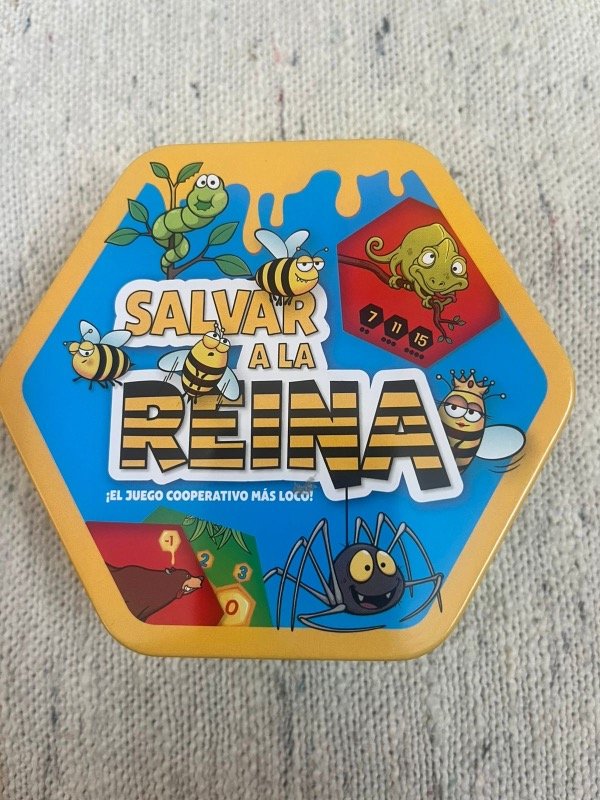 SALVAR
A LA
REINA
¡EL JUEGO COOPERATIVO MÁS LOCO!
7 11 15
-1
2
3
0